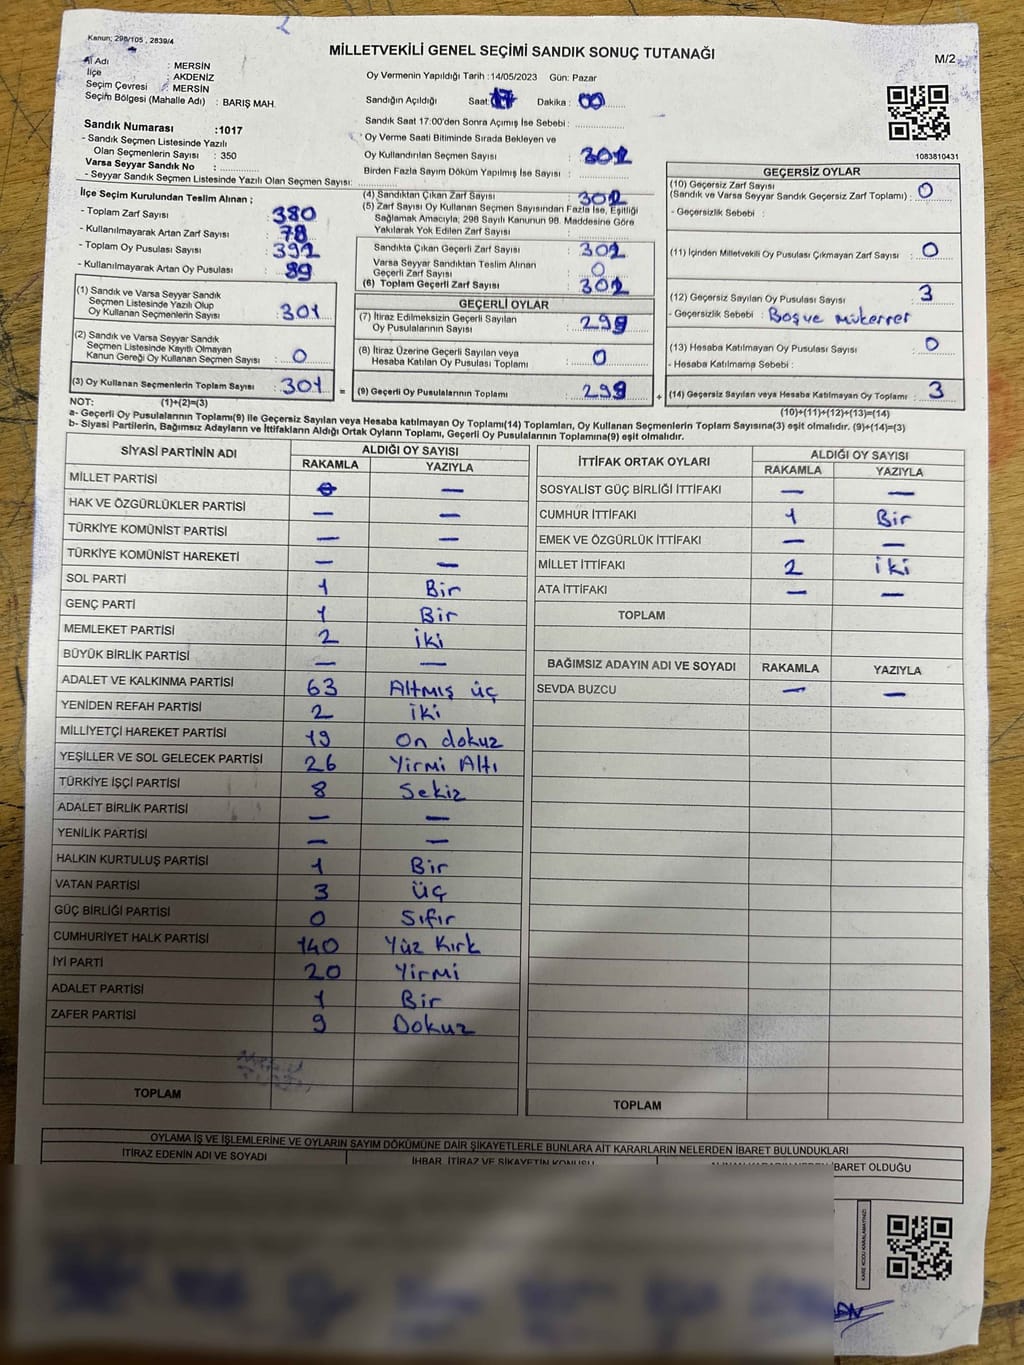 Kanun; 298/105 , 2839/4
MİLLETVEKİLİ GENEL SEÇİMİ SANDIK SONUÇ TUTANAĞI
M/2
İl Adı : MERSİN
İlçe : AKDENİZ
Seçim Çevresi : MERSİN
Seçim Bölgesi (Mahalle Adı) : BARIŞ MAH.
Sandık Numarası :1017
- Sandık Seçmen Listesinde Yazılı
Olan Seçmenlerin Sayısı : 350
Varsa Seyyar Sandık No :
- Seyyar Sandık Seçmen Listesinde Yazılı Olan Seçmen Sayısı:
Oy Vermenin Yapıldığı Tarih :14/05/2023 Gün: Pazar
Sandığın Açıldığı Saat: 17 Dakika : 00
Sandık Saat 17:00'den Sonra Açımış İse Sebebi :
Oy Verme Saati Bitiminde Sırada Bekleyen ve
Oy Kullandırılan Seçmen Sayısı : 302
Birden Fazla Sayım Döküm Yapılmış İse Sayısı :
1083810431
İlçe Seçim Kurulundan Teslim Alınan ;
- Toplam Zarf Sayısı : 380
- Kullanılmayarak Artan Zarf Sayısı : 78
- Toplam Oy Pusulası Sayısı : 392
- Kullanılmayarak Artan Oy Pusulası : 89
(1) Sandık ve Varsa Seyyar Sandık
Seçmen Listesinde Yazılı Olup
Oy Kullanan Seçmenlerin Sayısı : 301
(2) Sandık ve Varsa Seyyar Sandık
Seçmen Listesinde Kayıtlı Olmayan
Kanun Gereği Oy Kullanan Seçmen Sayısı : 0
(3) Oy Kullanan Seçmenlerin Toplam Sayısı : 301 =
(4) Sandıktan Çıkan Zarf Sayısı : 302
(5) Zarf Sayısı Oy Kullanan Seçmen Sayısından Fazla İse, Eşitliği
Sağlamak Amacıyla, 298 Sayılı Kanunun 98. Maddesine Göre
Yakılarak Yok Edilen Zarf Sayısı :
Sandıkta Çıkan Geçerli Zarf Sayısı : 302
Varsa Seyyar Sandıktan Teslim Alınan
Geçerli Zarf Sayısı : 0
(6) Toplam Geçerli Zarf Sayısı : 302
GEÇERLİ OYLAR
(7) İtiraz Edilmeksizin Geçerli Sayılan
Oy Pusulalarının Sayısı : 299
(8) İtiraz Üzerine Geçerli Sayılan veya
Hesaba Katılan Oy Pusulaları Toplamı : 0
(9) Geçerli Oy Pusulalarının Toplamı : 299 +
GEÇERSİZ OYLAR
(10) Geçersiz Zarf Sayısı
(Sandık ve Varsa Seyyar Sandık Geçersiz Zarf Toplamı) : 0
- Geçersizlik Sebebi :
(11) İçinden Milletvekili Oy Pusulası Çıkmayan Zarf Sayısı : 0
(12) Geçersiz Sayılan Oy Pusulası Sayısı : 3
- Geçersizlik Sebebi : Boş ve mükerrer
(13) Hesaba Katılmayan Oy Pusulası Sayısı : 0
- Hesaba Katılmama Sebebi :
(14) Geçersiz Sayılan veya Hesaba Katılmayan Oy Toplamı : 3
NOT: (1)+(2)=(3)
(10)+(11)+(12)+(13)=(14)
a- Geçerli Oy Pusulalarının Toplamı(9) ile Geçersiz Sayılan veya Hesaba katılmayan Oy Toplamı(14) Toplamları, Oy Kullanan Seçmenlerin Toplam Sayısına(3) eşit olmalıdır. (9)+(14)=(3)
b- Siyasi Partilerin, Bağımsız Adayların ve İttifakların Aldığı Ortak Oyların Toplamı, Geçerli Oy Pusulalarının Toplamına(9) eşit olmalıdır.
SİYASİ PARTİNİN ADI ALDIĞI OY SAYISI
RAKAMLA YAZIYLA
MİLLET PARTİSİ 0 —
HAK VE ÖZGÜRLÜKLER PARTİSİ — —
TÜRKİYE KOMÜNİST PARTİSİ — —
TÜRKİYE KOMÜNİST HAREKETİ — —
SOL PARTİ 1 Bir
GENÇ PARTİ 1 Bir
MEMLEKET PARTİSİ 2 iki
BÜYÜK BİRLİK PARTİSİ — —
ADALET VE KALKINMA PARTİSİ 63 Altmış üç
YENİDEN REFAH PARTİSİ 2 iki
MİLLİYETÇİ HAREKET PARTİSİ 19 On dokuz
YEŞİLLER VE SOL GELECEK PARTİSİ 26 Yirmi Altı
TÜRKİYE İŞÇİ PARTİSİ 8 Sekiz
ADALET BİRLİK PARTİSİ — —
YENİLİK PARTİSİ — —
HALKIN KURTULUŞ PARTİSİ 1 Bir
VATAN PARTİSİ 3 üç
GÜÇ BİRLİĞİ PARTİSİ 0 Sıfır
CUMHURİYET HALK PARTİSİ 140 Yüz Kırk
İYİ PARTİ 20 Yirmi
ADALET PARTİSİ 1 Bir
ZAFER PARTİSİ 9 Dokuz
TOPLAM
İTTİFAK ORTAK OYLARI ALDIĞI OY SAYISI
RAKAMLA YAZIYLA
SOSYALİST GÜÇ BİRLİĞİ İTTİFAKI — —
CUMHUR İTTİFAKI 1 Bir
EMEK VE ÖZGÜRLÜK İTTİFAKI — —
MİLLET İTTİFAKI 2 iki
ATA İTTİFAKI — —
TOPLAM
BAĞIMSIZ ADAYIN ADI VE SOYADI RAKAMLA YAZIYLA
SEVDA BUZCU — —
TOPLAM
OYLAMA İŞ VE İŞLEMLERİNE VE OYLARIN SAYIM DÖKÜMÜNE DAİR ŞİKAYETLERLE BUNLARA AİT KARARLARIN NELERDEN İBARET BULUNDUKLARI
İTİRAZ EDENİN ADI VE SOYADI İHBAR, İTİRAZ VE ŞİKAYETİN KONUSU ALINAN KARARIN NEDEN İBARET OLDUĞU
KARE KODU KARALAMAYINIZ!